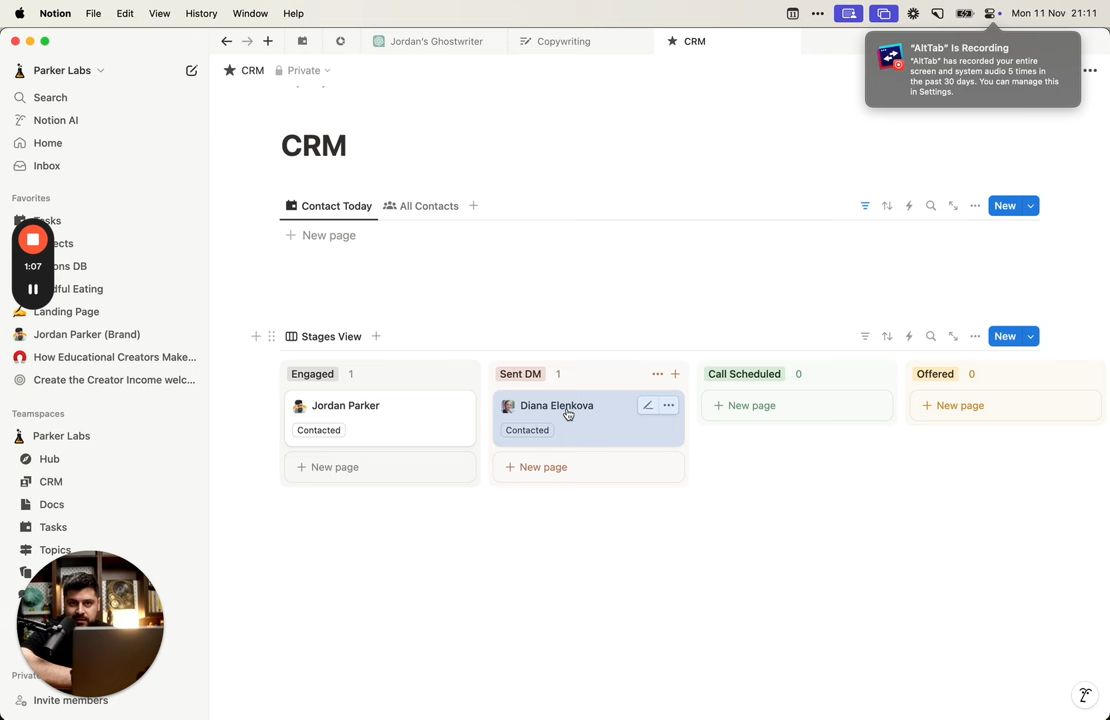 Notion File Edit View History Window Help
Mon 11 Nov 21:11
Jordan's Ghostwriter
Copywriting
CRM
"AltTab" Is Recording
"AltTab" has recorded your entire
screen and system audio 5 times in
the past 30 days. You can manage this
in Settings.
Parker Labs
CRM
Private
Search
Notion AI
Home
Inbox
CRM
Favorites
Contact Today
All Contacts
New
New page
1:07
ons DB
dful Eating
Landing Page
Jordan Parker (Brand)
How Educational Creators Make...
Create the Creator Income welc...
Stages View
New
Engaged 1
Jordan Parker
Contacted
New page
Sent DM 1
Diana Elenkova
Contacted
New page
Call Scheduled 0
New page
Offered 0
New page
Teamspaces
Parker Labs
Hub
CRM
Docs
Tasks
Topics
Invite members